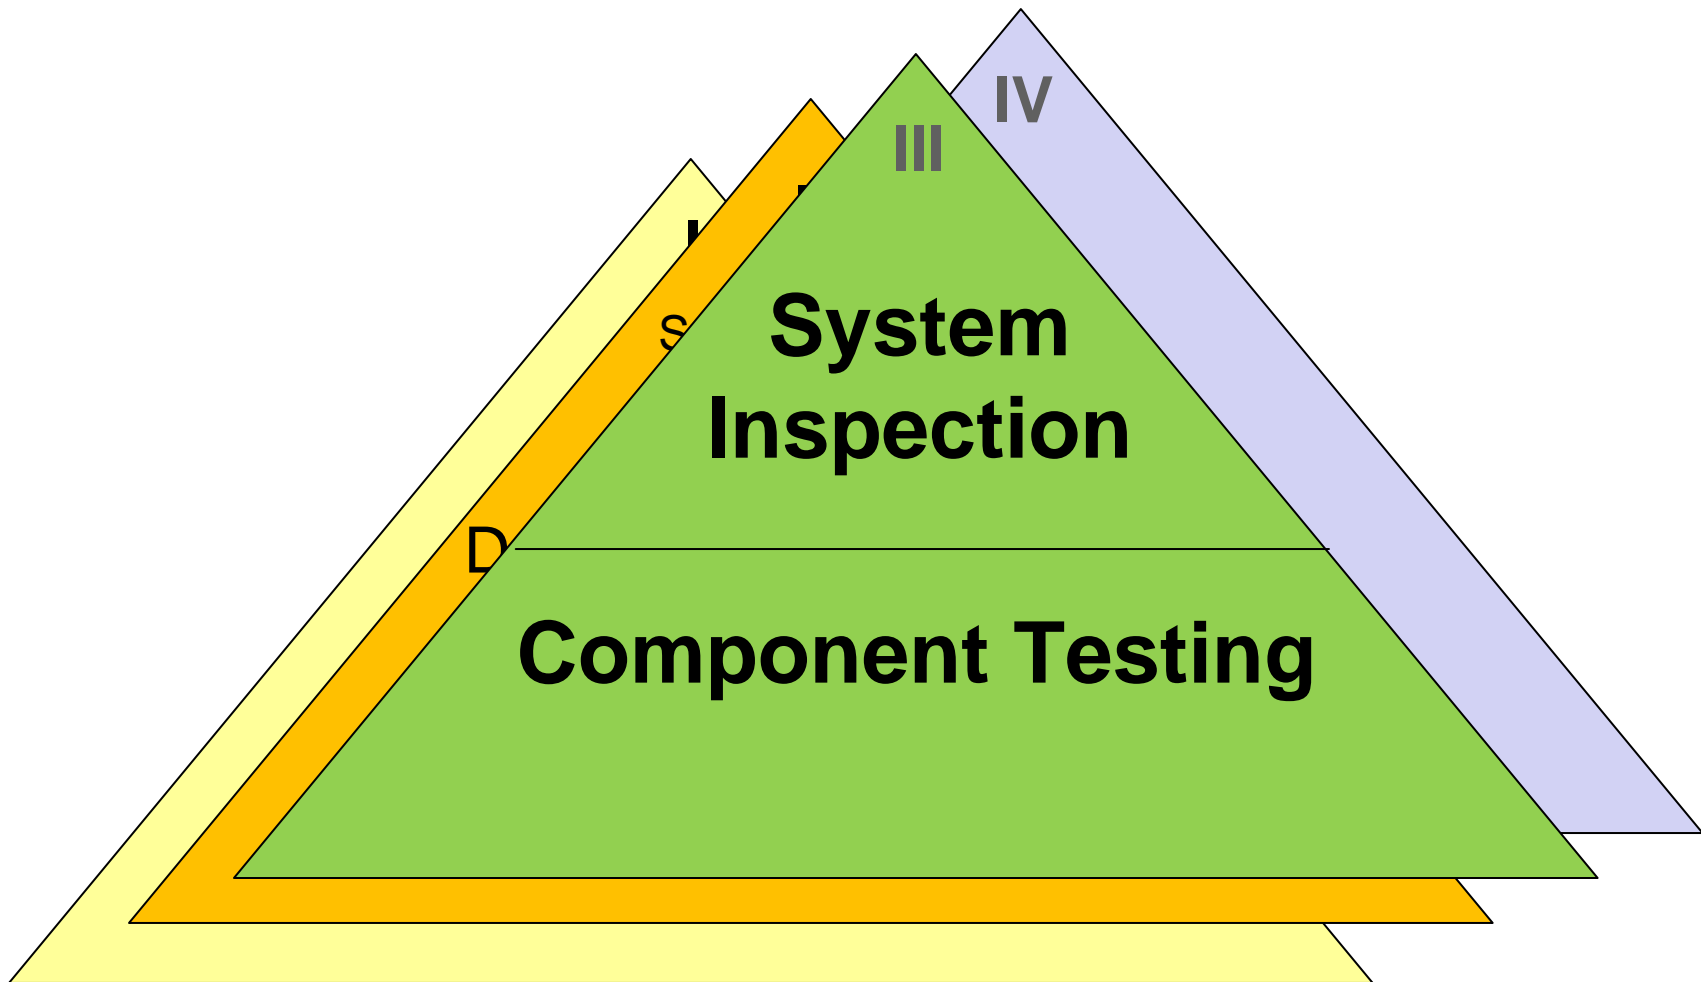 IV
III
I
S
System
Inspection
D
Component Testing